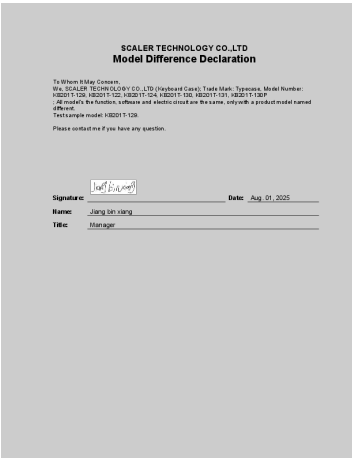 SCALER TECHNOLOGY CO.,LTD
Model Difference Declaration
To Whom It May Concern,
We, SCALER TECHNOLOGY CO.,LTD (Keyboard Case); Trade Mark: Typecase, Model Number:
KB201T-129, KB201T-122, KB201T-124, KB201T-130, KB201T-131, KB201T-130P
; All model's the function, software and electric circuit are the same, only with a product model named
different.
Test sample model: KB201T-129.
Please contact me if you have any question.
Signature:
Date: Aug. 01, 2025
Name: Jiang bin xiang
Title: Manager